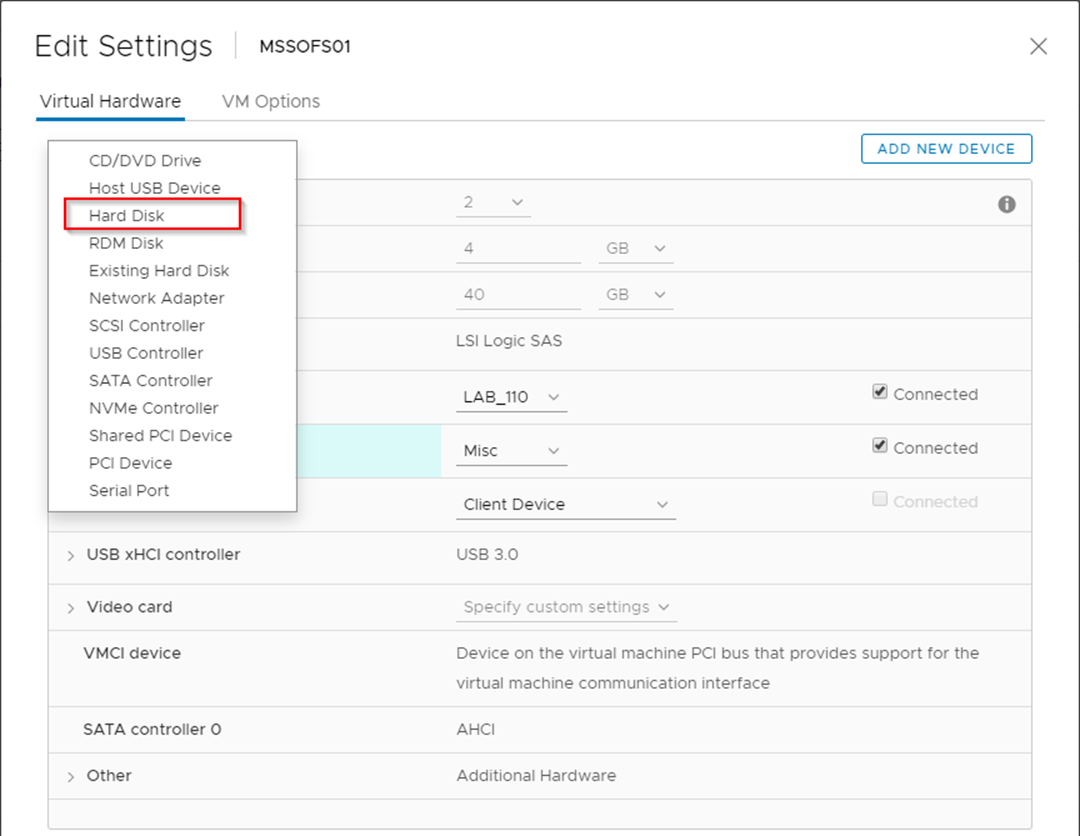 Edit Settings MSSOFS01
Virtual Hardware VM Options
ADD NEW DEVICE
CD/DVD Drive
Host USB Device
Hard Disk
RDM Disk
Existing Hard Disk
Network Adapter
SCSI Controller
USB Controller
SATA Controller
NVMe Controller
Shared PCI Device
PCI Device
Serial Port
2
4 GB
40 GB
LSI Logic SAS
LAB_110 Connected
Misc Connected
Client Device Connected
USB xHCI controller USB 3.0
Video card Specify custom settings
VMCI device Device on the virtual machine PCI bus that provides support for the
virtual machine communication interface
SATA controller 0 AHCI
Other Additional Hardware